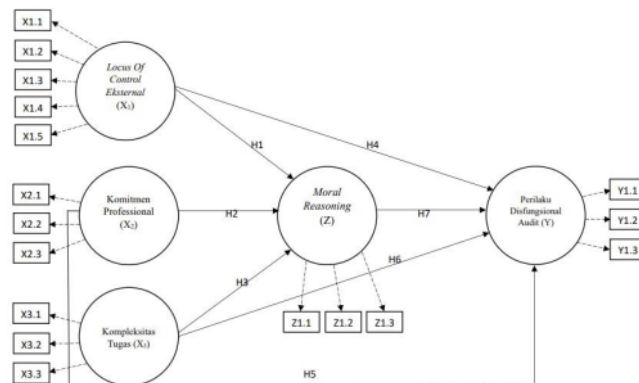 X1.1
X1.2
X1.3
X1.4
X1.5
Locus Of
Control
Eksternal
(X₁)
H1
H4
X2.1
X2.2
X2.3
Komitmen
Professional
(X₂)
H2
Moral
Reasoning
(Z)
H7
Perilaku
Disfungsional
Audit (Y)
Y1.1
Y1.2
Y1.3
H3
H6
X3.1
X3.2
X3.3
Kompleksitas
Tugas (X₃)
Z1.1
Z1.2
Z1.3
H5